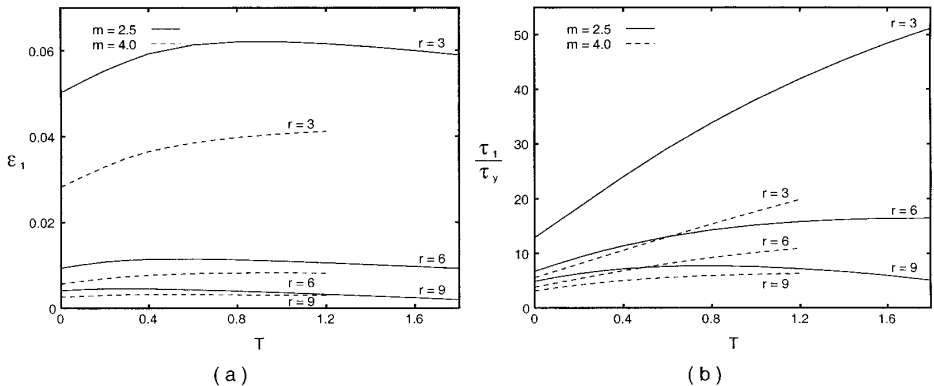 m = 2.5
m = 4.0
r = 3
r = 3
r = 6
r = 6
r = 9
r = 9
0.06
0.04
0.02
0
ε₁
0 0.4 0.8 1.2 1.6
T
(a)
m = 2.5
m = 4.0
r = 3
r = 3
r = 6
r = 6
r = 9
r = 9
50
40
30
20
10
0
τ₁
τy
0 0.4 0.8 1.2 1.6
T
(b)